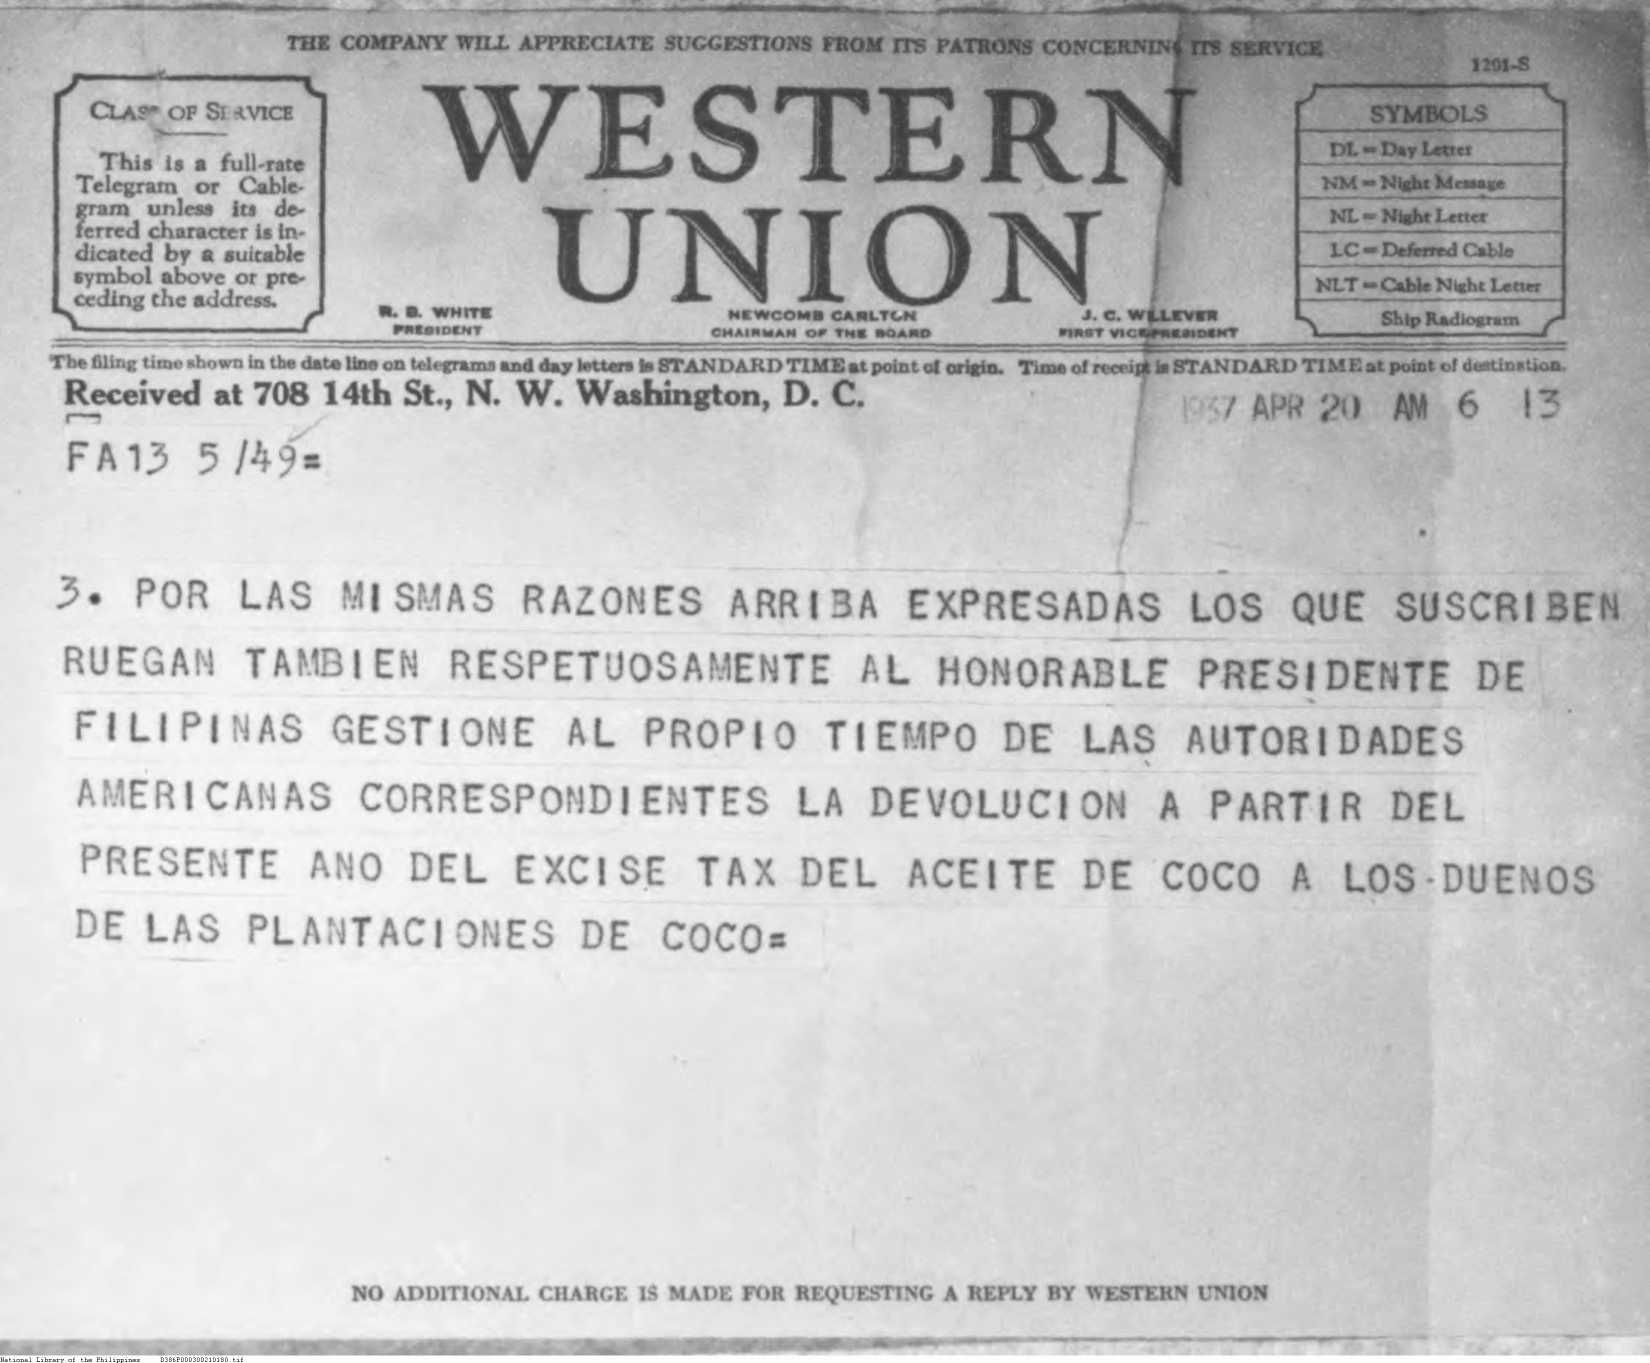 THE COMPANY WILL APPRECIATE SUGGESTIONS FROM ITS PATRONS CONCERNING ITS SERVICE
1201-S
CLASS OF SERVICE
This is a full-rate
Telegram or Cable-
gram unless its de-
ferred character is in-
dicated by a suitable
symbol above or pre-
ceding the address.
WESTERN
UNION
R. B. WHITE
PRESIDENT
NEWCOMB CARLTON
CHAIRMAN OF THE BOARD
J. C. WILLEVER
FIRST VICE PRESIDENT
SYMBOLS
DL = Day Letter
NM = Night Message
NL = Night Letter
LC = Deferred Cable
NLT = Cable Night Letter
Ship Radiogram
The filing time shown in the date line on telegrams and day letters is STANDARD TIME at point of origin. Time of receipt is STANDARD TIME at point of destination.
Received at 708 14th St., N. W. Washington, D. C.
1937 APR 20 AM 6 13
FA13 5/49=
3. POR LAS MISMAS RAZONES ARRIBA EXPRESADAS LOS QUE SUSCRIBEN
RUEGAN TAMBIEN RESPETUOSAMENTE AL HONORABLE PRESIDENTE DE
FILIPINAS GESTIONE AL PROPIO TIEMPO DE LAS AUTORIDADES
AMERICANAS CORRESPONDIENTES LA DEVOLUCION A PARTIR DEL
PRESENTE ANO DEL EXCISE TAX DEL ACEITE DE COCO A LOS DUENOS
DE LAS PLANTACIONES DE COCO=
NO ADDITIONAL CHARGE IS MADE FOR REQUESTING A REPLY BY WESTERN UNION
National Library of the Philippines D386P000300210180.tif